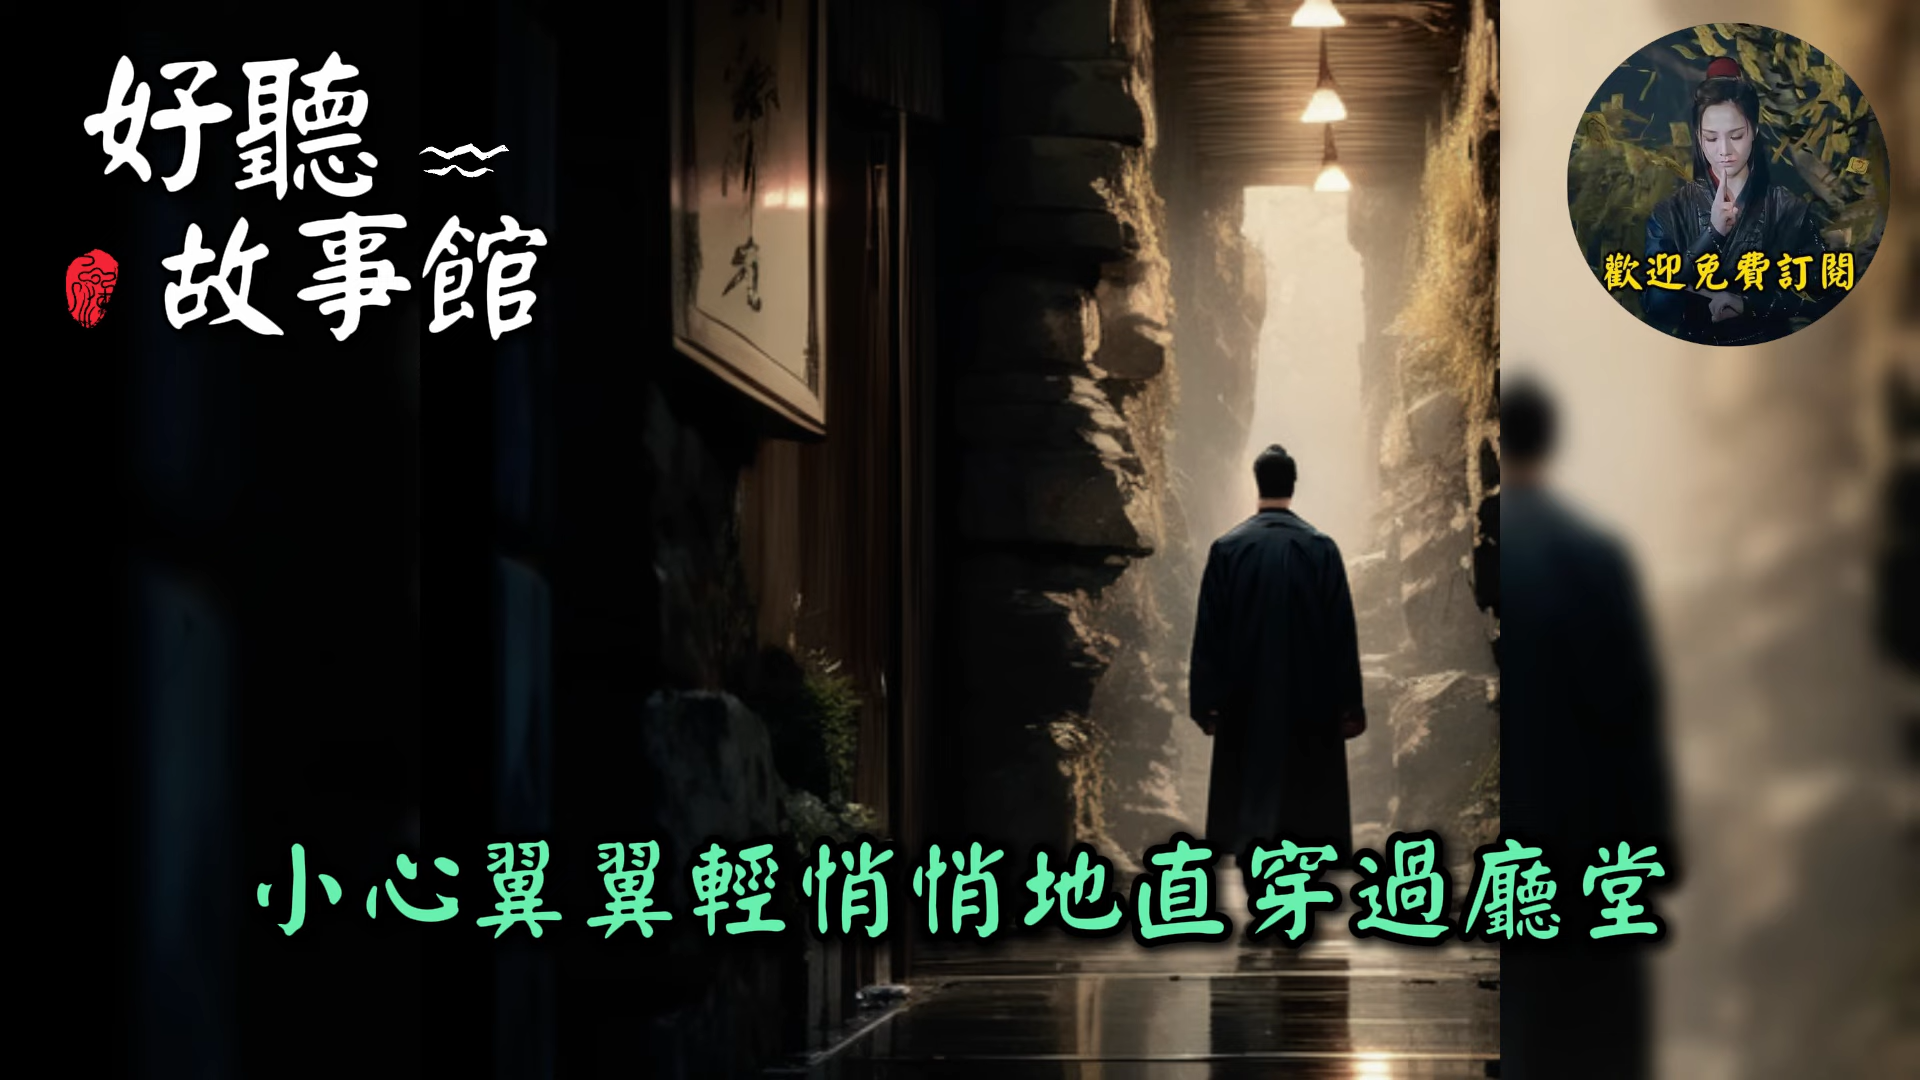 好聽
故事館
歡迎免費訂閱
小心翼翼輕悄悄地直穿過廳堂